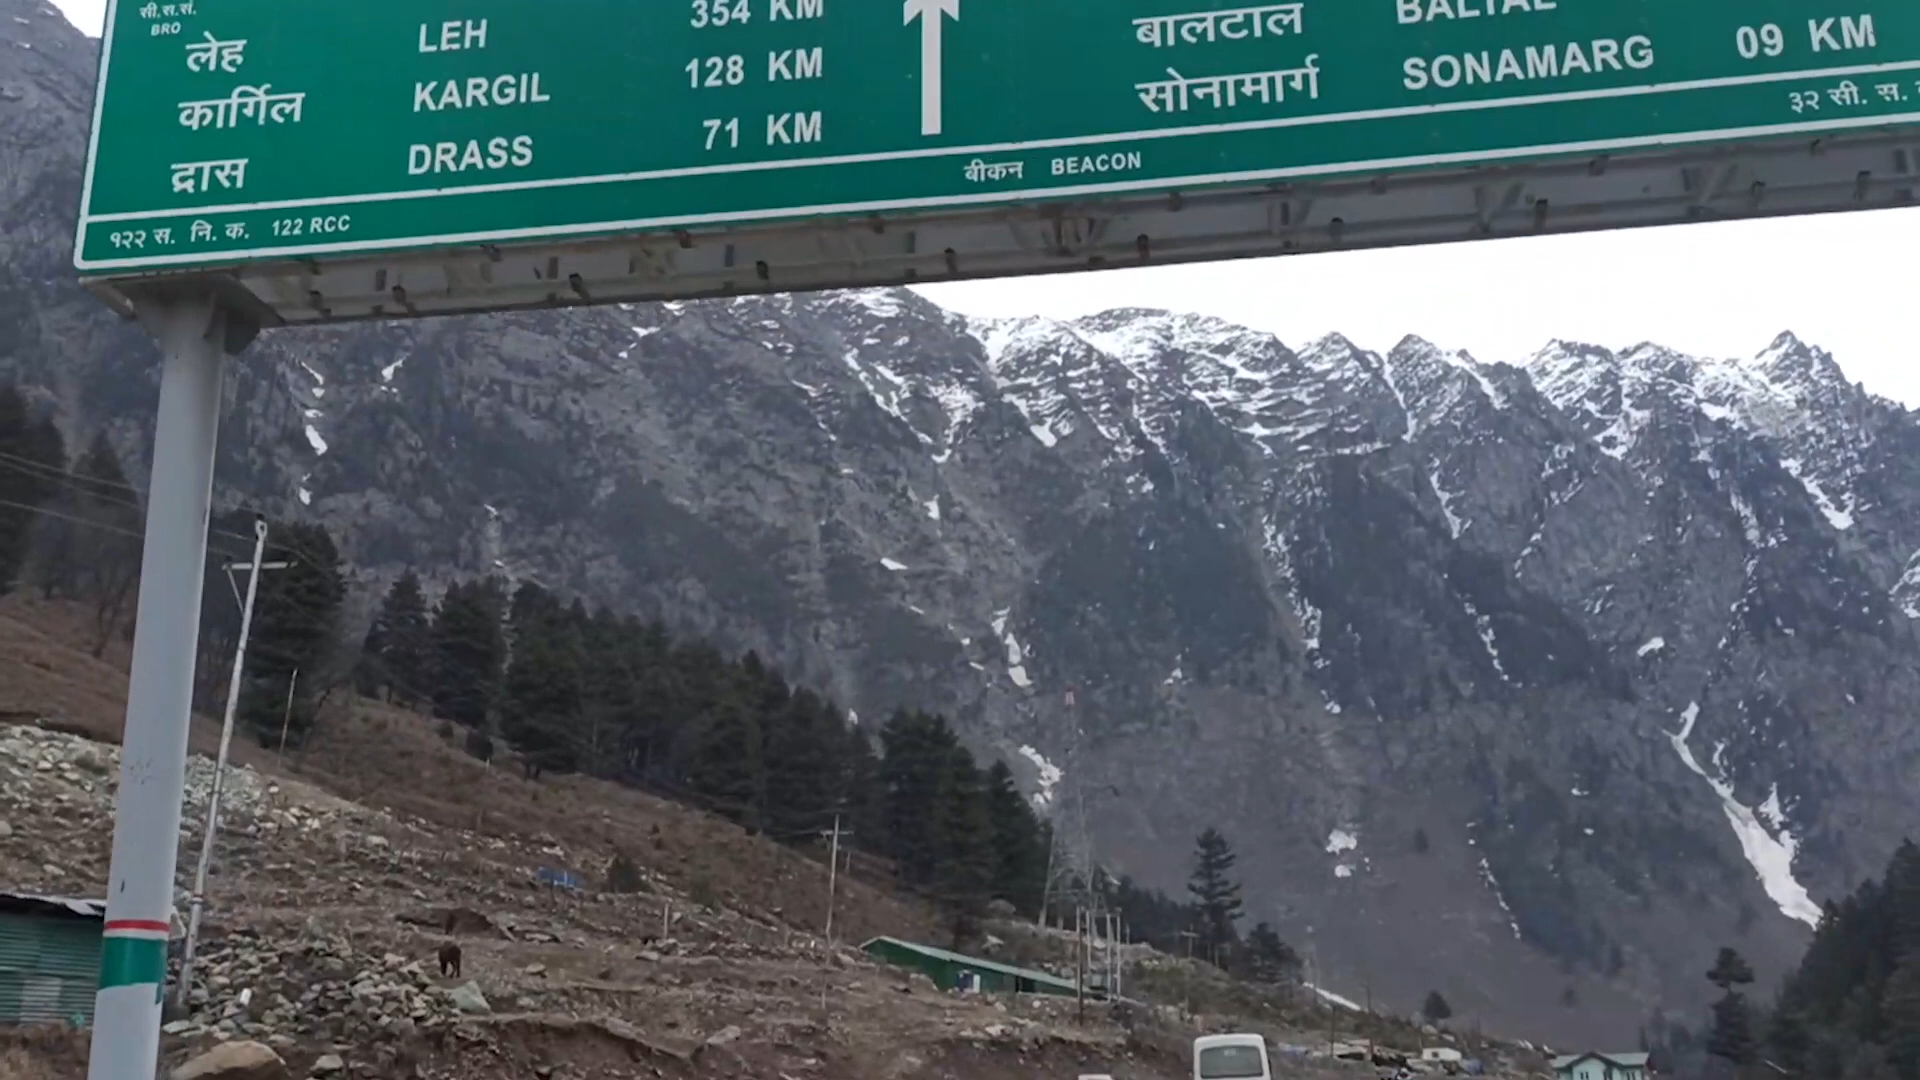 सी.स.सं.
BRO
लेह LEH 354 KM
कार्गिल KARGIL 128 KM
द्रास DRASS 71 KM
१२२ स. नि. क. 122 RCC
बालटाल BALTAL
सोनामार्ग SONAMARG 09 KM
बीकन BEACON
३२ सी. स.